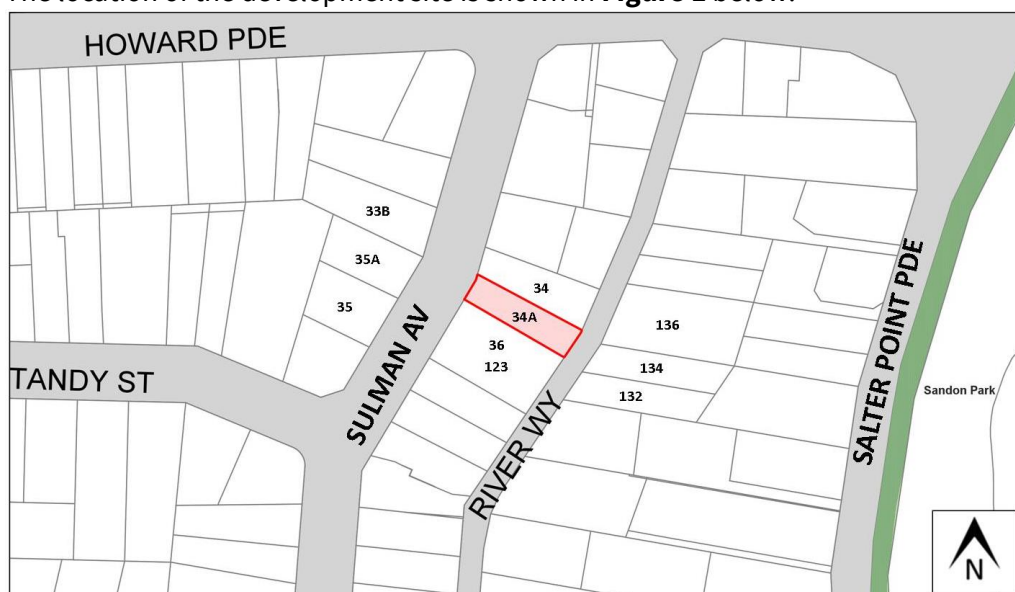 The location of the development site is shown in Figure 2 below:
HOWARD PDE
33B
35A
35
34
34A
36
123
136
134
132
TANDY ST
SULMAN AV
RIVER WY
SALTER POINT PDE
Sandon Park
N